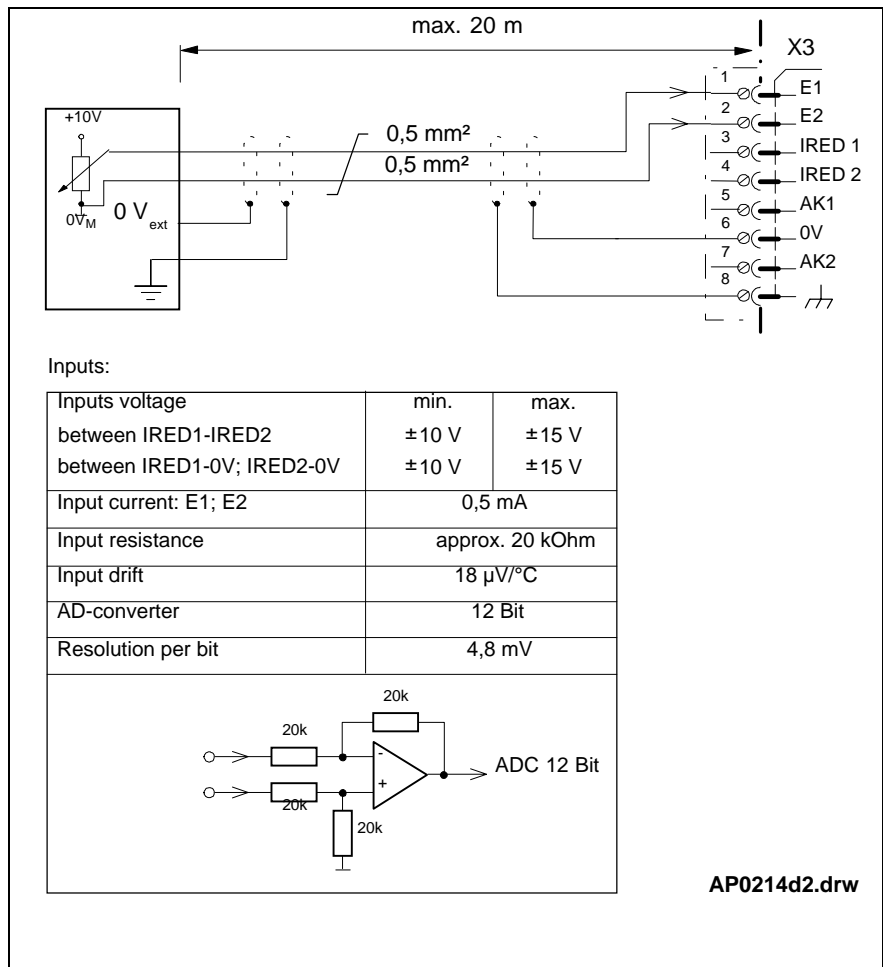 max. 20 m
X3
+10V
0V_M
0 V_ext
0,5 mm²
0,5 mm²
1 E1
2 E2
3 IRED 1
4 IRED 2
5 AK1
6 0V
7 AK2
8
Inputs:
Inputs voltage min. max.
between IRED1-IRED2 ±10 V ±15 V
between IRED1-0V; IRED2-0V ±10 V ±15 V
Input current: E1; E2 0,5 mA
Input resistance approx. 20 kOhm
Input drift 18 µV/°C
AD-converter 12 Bit
Resolution per bit 4,8 mV
20k
20k
-
+
ADC 12 Bit
20k
20k
AP0214d2.drw